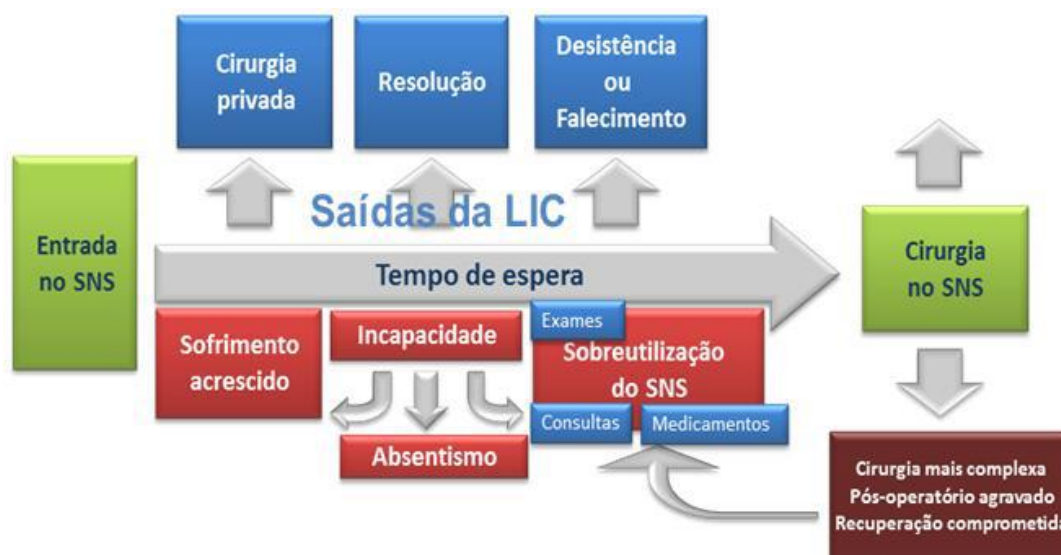 Cirurgia
privada
Resolução
Desistência
ou
Falecimento
Saídas da LIC
Entrada
no SNS
Tempo de espera
Cirurgia
no SNS
Sofrimento
acrescido
Incapacidade
Absentismo
Exames
Sobreutilização
do SNS
Consultas
Medicamentos
Cirurgia mais complexa
Pós-operatório agravado
Recuperação comprometida